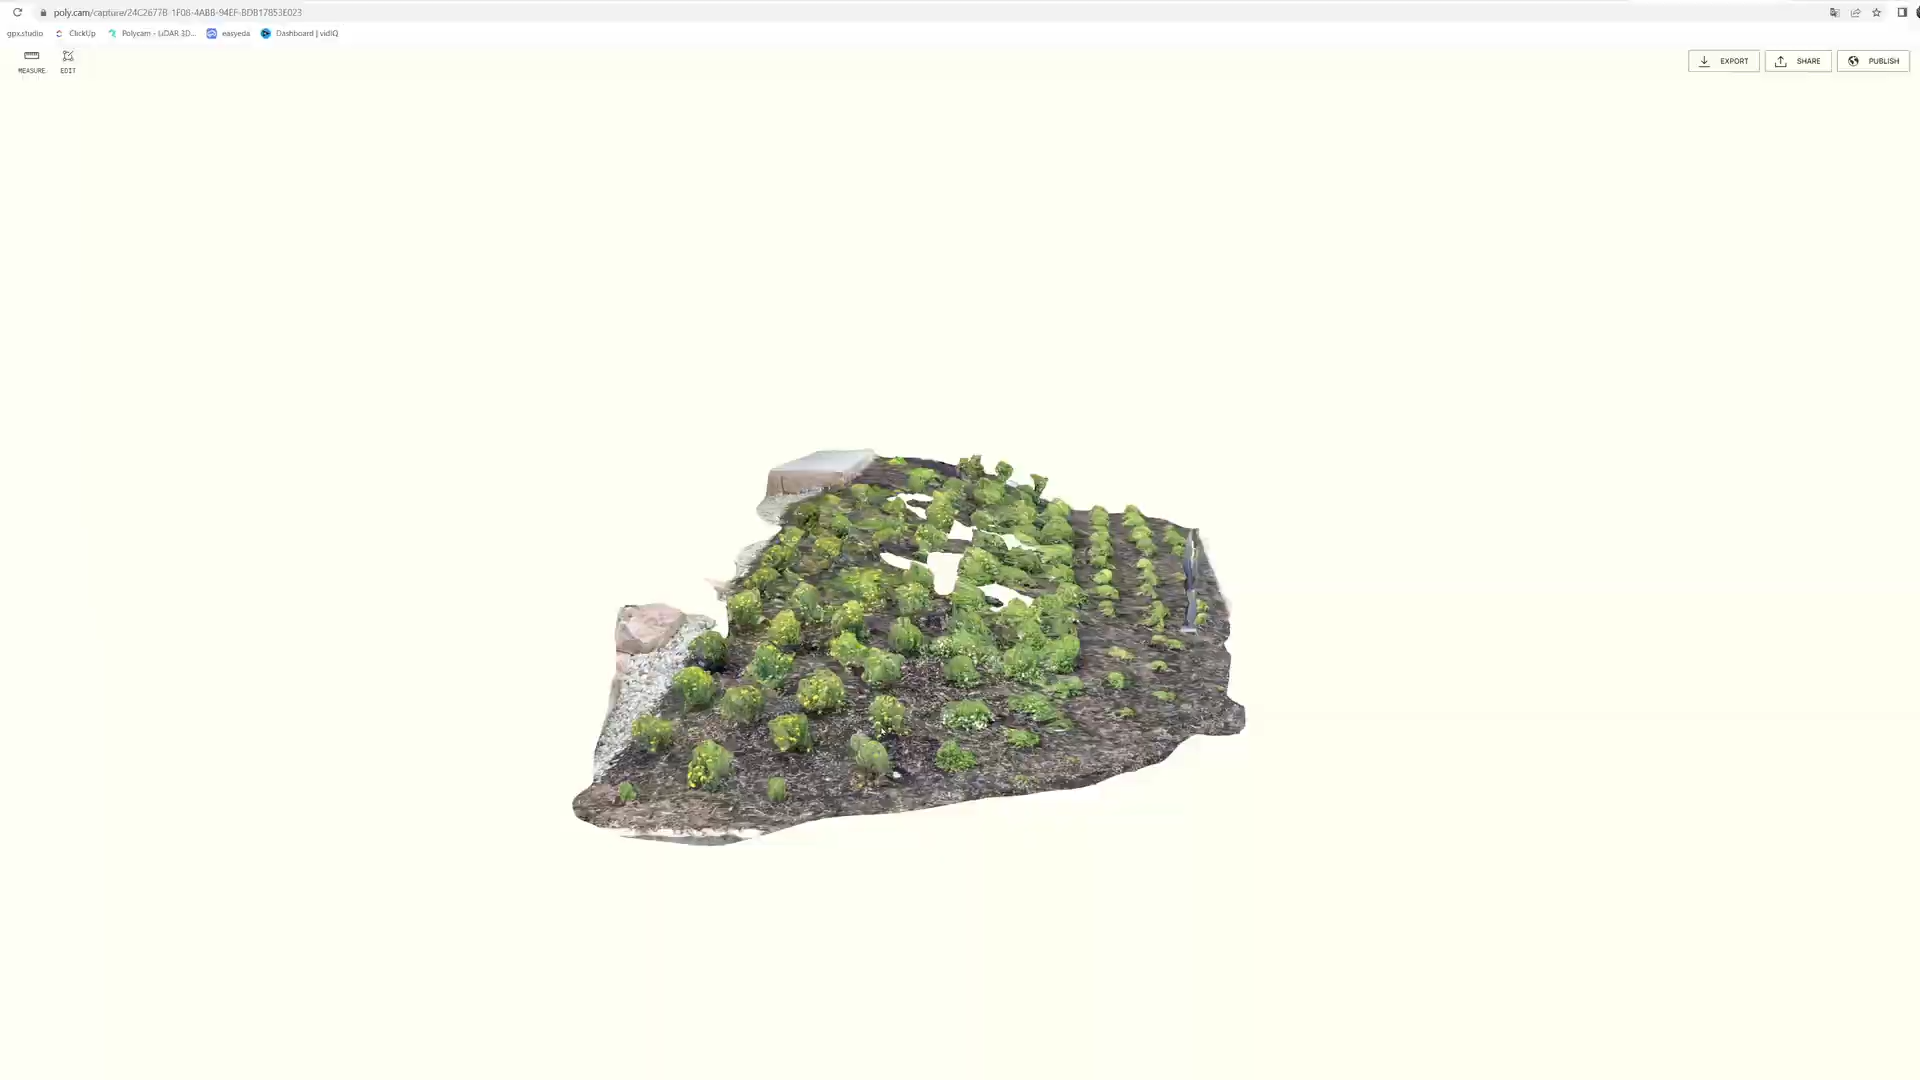 poly.cam/capture/24C2677B-1F08-4ABB-94EF-BDB17853E023
gpx.studio ClickUp Polycam - LiDAR 3D... easyeda Dashboard | vidIQ
MEASURE EDIT EXPORT SHARE PUBLISH